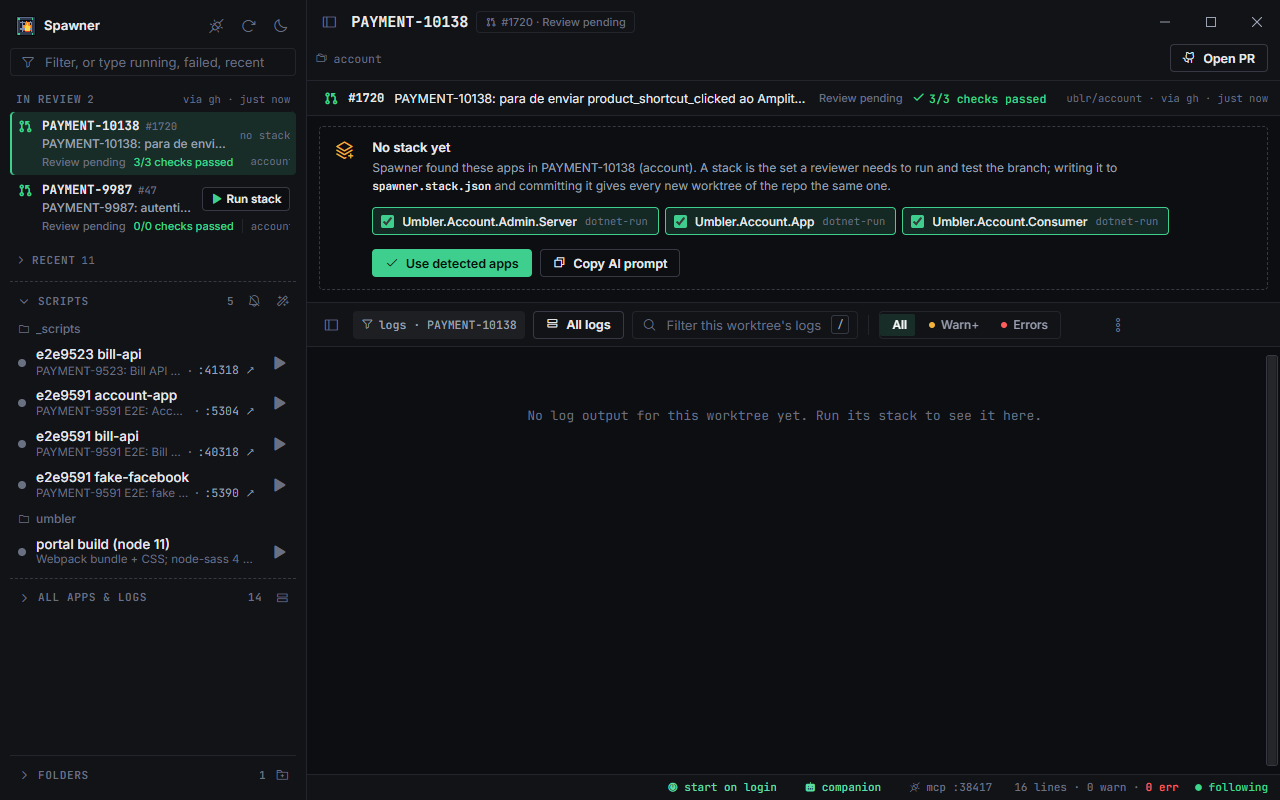 Spawner
Filter, or type running, failed, recent
IN REVIEW 2 via gh · just now
PAYMENT-10138 #1720
PAYMENT-10138: para de envi... no stack
Review pending 3/3 checks passed accoun
PAYMENT-9987 #47
PAYMENT-9987: autenti... Run stack
Review pending 0/0 checks passed accoun
RECENT 11
SCRIPTS 5
_scripts
e2e9523 bill-api
PAYMENT-9523: Bill API ... · :41318 ↗
e2e9591 account-app
PAYMENT-9591 E2E: Acc... · :5304 ↗
e2e9591 bill-api
PAYMENT-9591 E2E: Bill ... · :40318 ↗
e2e9591 fake-facebook
PAYMENT-9591 E2E: fake ... · :5390 ↗
umbler
portal build (node 11)
Webpack bundle + CSS; node-sass 4 ...
ALL APPS & LOGS 14
FOLDERS 1
PAYMENT-10138 #1720 · Review pending
account
Open PR
#1720 PAYMENT-10138: para de enviar product_shortcut_clicked ao Amplit... Review pending 3/3 checks passed ublr/account · via gh · just now
No stack yet
Spawner found these apps in PAYMENT-10138 (account). A stack is the set a reviewer needs to run and test the branch; writing it to
spawner.stack.json and committing it gives every new worktree of the repo the same one.
Umbler.Account.Admin.Server dotnet-run Umbler.Account.App dotnet-run Umbler.Account.Consumer dotnet-run
Use detected apps Copy AI prompt
logs · PAYMENT-10138 All logs Filter this worktree's logs / All Warn+ Errors
No log output for this worktree yet. Run its stack to see it here.
start on login companion mcp :38417 16 lines · 0 warn · 0 err following